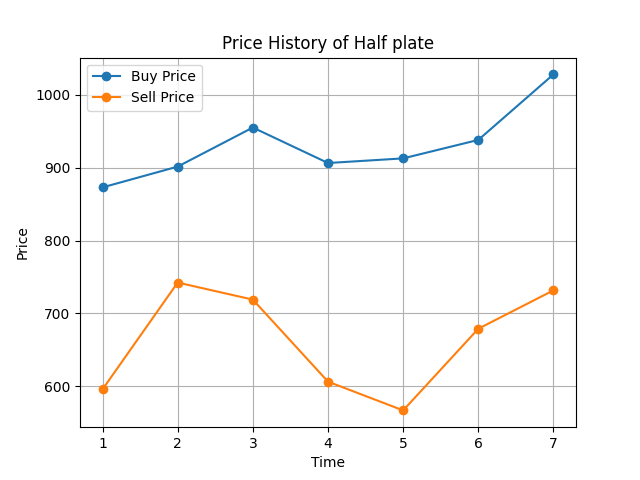 Price History of Half plate
Buy Price
Sell Price
1000
900
800
700
600
Price
1 2 3 4 5 6 7
Time